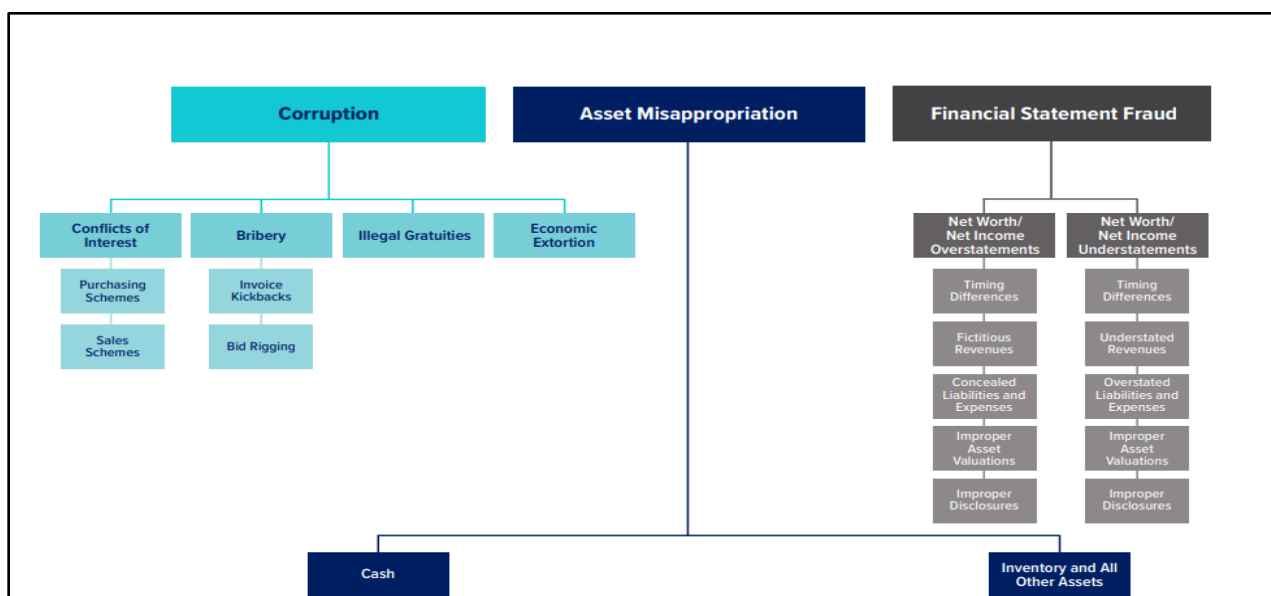 Corruption
Asset Misappropriation
Financial Statement Fraud
Conflicts of
Interest
Bribery
Illegal Gratuities
Economic
Extortion
Purchasing
Schemes
Sales
Schemes
Invoice
Kickbacks
Bid Rigging
Net Worth/
Net Income
Overstatements
Timing
Differences
Fictitious
Revenues
Concealed
Liabilities and
Expenses
Improper
Asset
Valuations
Improper
Disclosures
Net Worth/
Net Income
Understatements
Timing
Differences
Understated
Revenues
Overstated
Liabilities and
Expenses
Improper
Asset
Valuations
Improper
Disclosures
Cash
Inventory and All
Other Assets